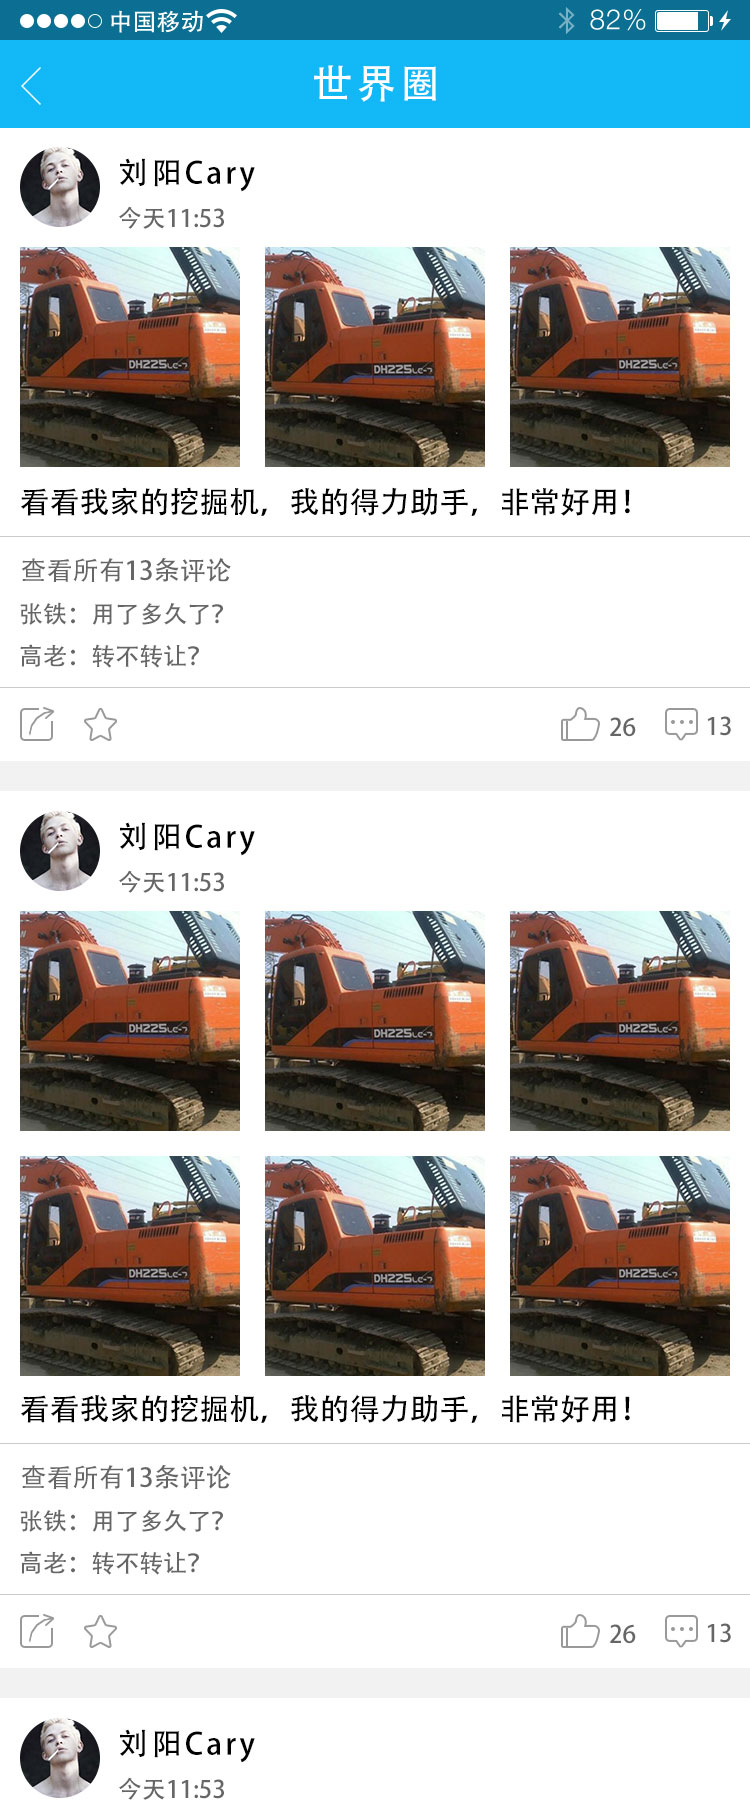 中国移动 82%
世界圈
刘阳Cary
今天11:53
DH225LC-7 DH225LC-7 DH225LC-7
看看我家的挖掘机，我的得力助手，非常好用！
查看所有13条评论
张铁：用了多久了？
高老：转不转让？
26 13
刘阳Cary
今天11:53
DH225LC-7 DH225LC-7 DH225LC-7
DH225LC-7 DH225LC-7 DH225LC-7
看看我家的挖掘机，我的得力助手，非常好用！
查看所有13条评论
张铁：用了多久了？
高老：转不转让？
26 13
刘阳Cary
今天11:53